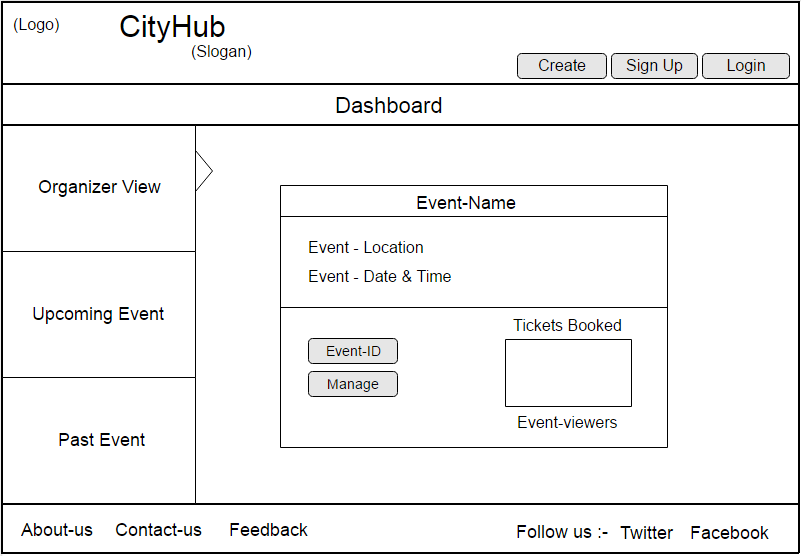 (Logo)
CityHub
(Slogan)
Create
Sign Up
Login
Dashboard
Organizer View
Upcoming Event
Past Event
Event-Name
Event - Location
Event - Date & Time
Event-ID
Manage
Tickets Booked
Event-viewers
About-us
Contact-us
Feedback
Follow us :-
Twitter
Facebook